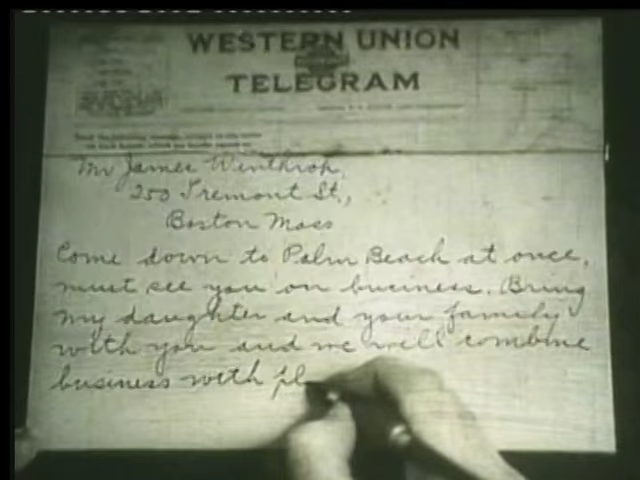 WESTERN UNION
TELEGRAM
Mr James Winthrop,
250 Tremont St.,
Boston Mass
Come down to Palm Beach at once,
must see you on business. Bring
my daughter and your family
with you and we will combine
business with pl